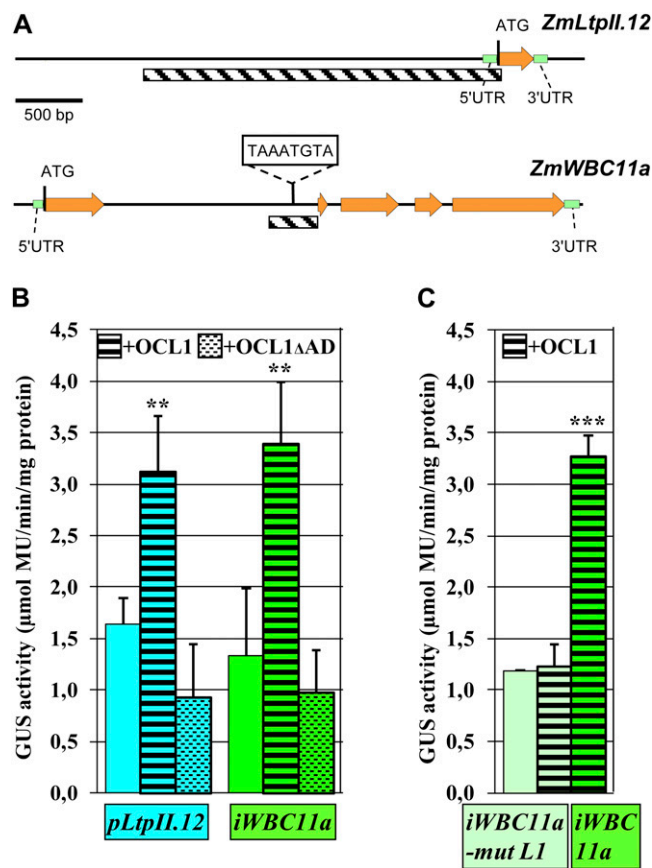 A
ATG
ZmLtpII.12
5'UTR
3'UTR
500 bp
TAAATGTA
ZmWBC11a
ATG
5'UTR
3'UTR
B
GUS activity (µmol MU/min/mg protein)
4,5
4,0
3,5
3,0
2,5
2,0
1,5
1,0
0,5
0,0
+OCL1
+OCL1ΔAD
**
**
pLtpII.12
iWBC11a
C
GUS activity (µmol MU/min/mg protein)
4,5
4,0
3,5
3,0
2,5
2,0
1,5
1,0
0,5
0,0
+OCL1
***
iWBC11a
-mut L1
iWBC
11a